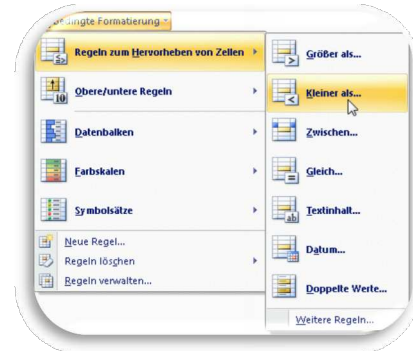 Bedingte Formatierung
Regeln zum Hervorheben von Zellen
Obere/untere Regeln
Datenbalken
Farbskalen
Symbolsätze
Neue Regel...
Regeln löschen
Regeln verwalten...
Größer als...
Kleiner als...
Zwischen...
Gleich...
Textinhalt...
Datum...
Doppelte Werte...
Weitere Regeln...